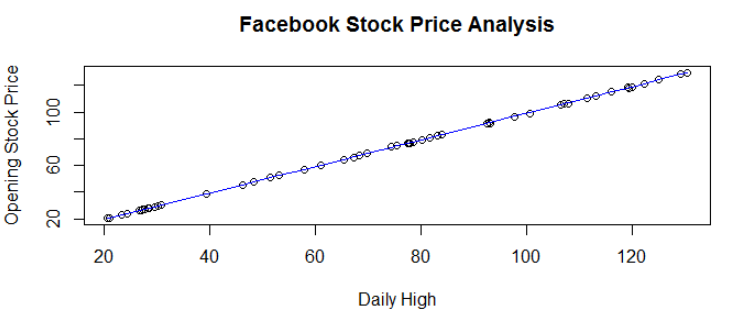 Facebook Stock Price Analysis
Opening Stock Price
100
60
20
20 40 60 80 100 120
Daily High